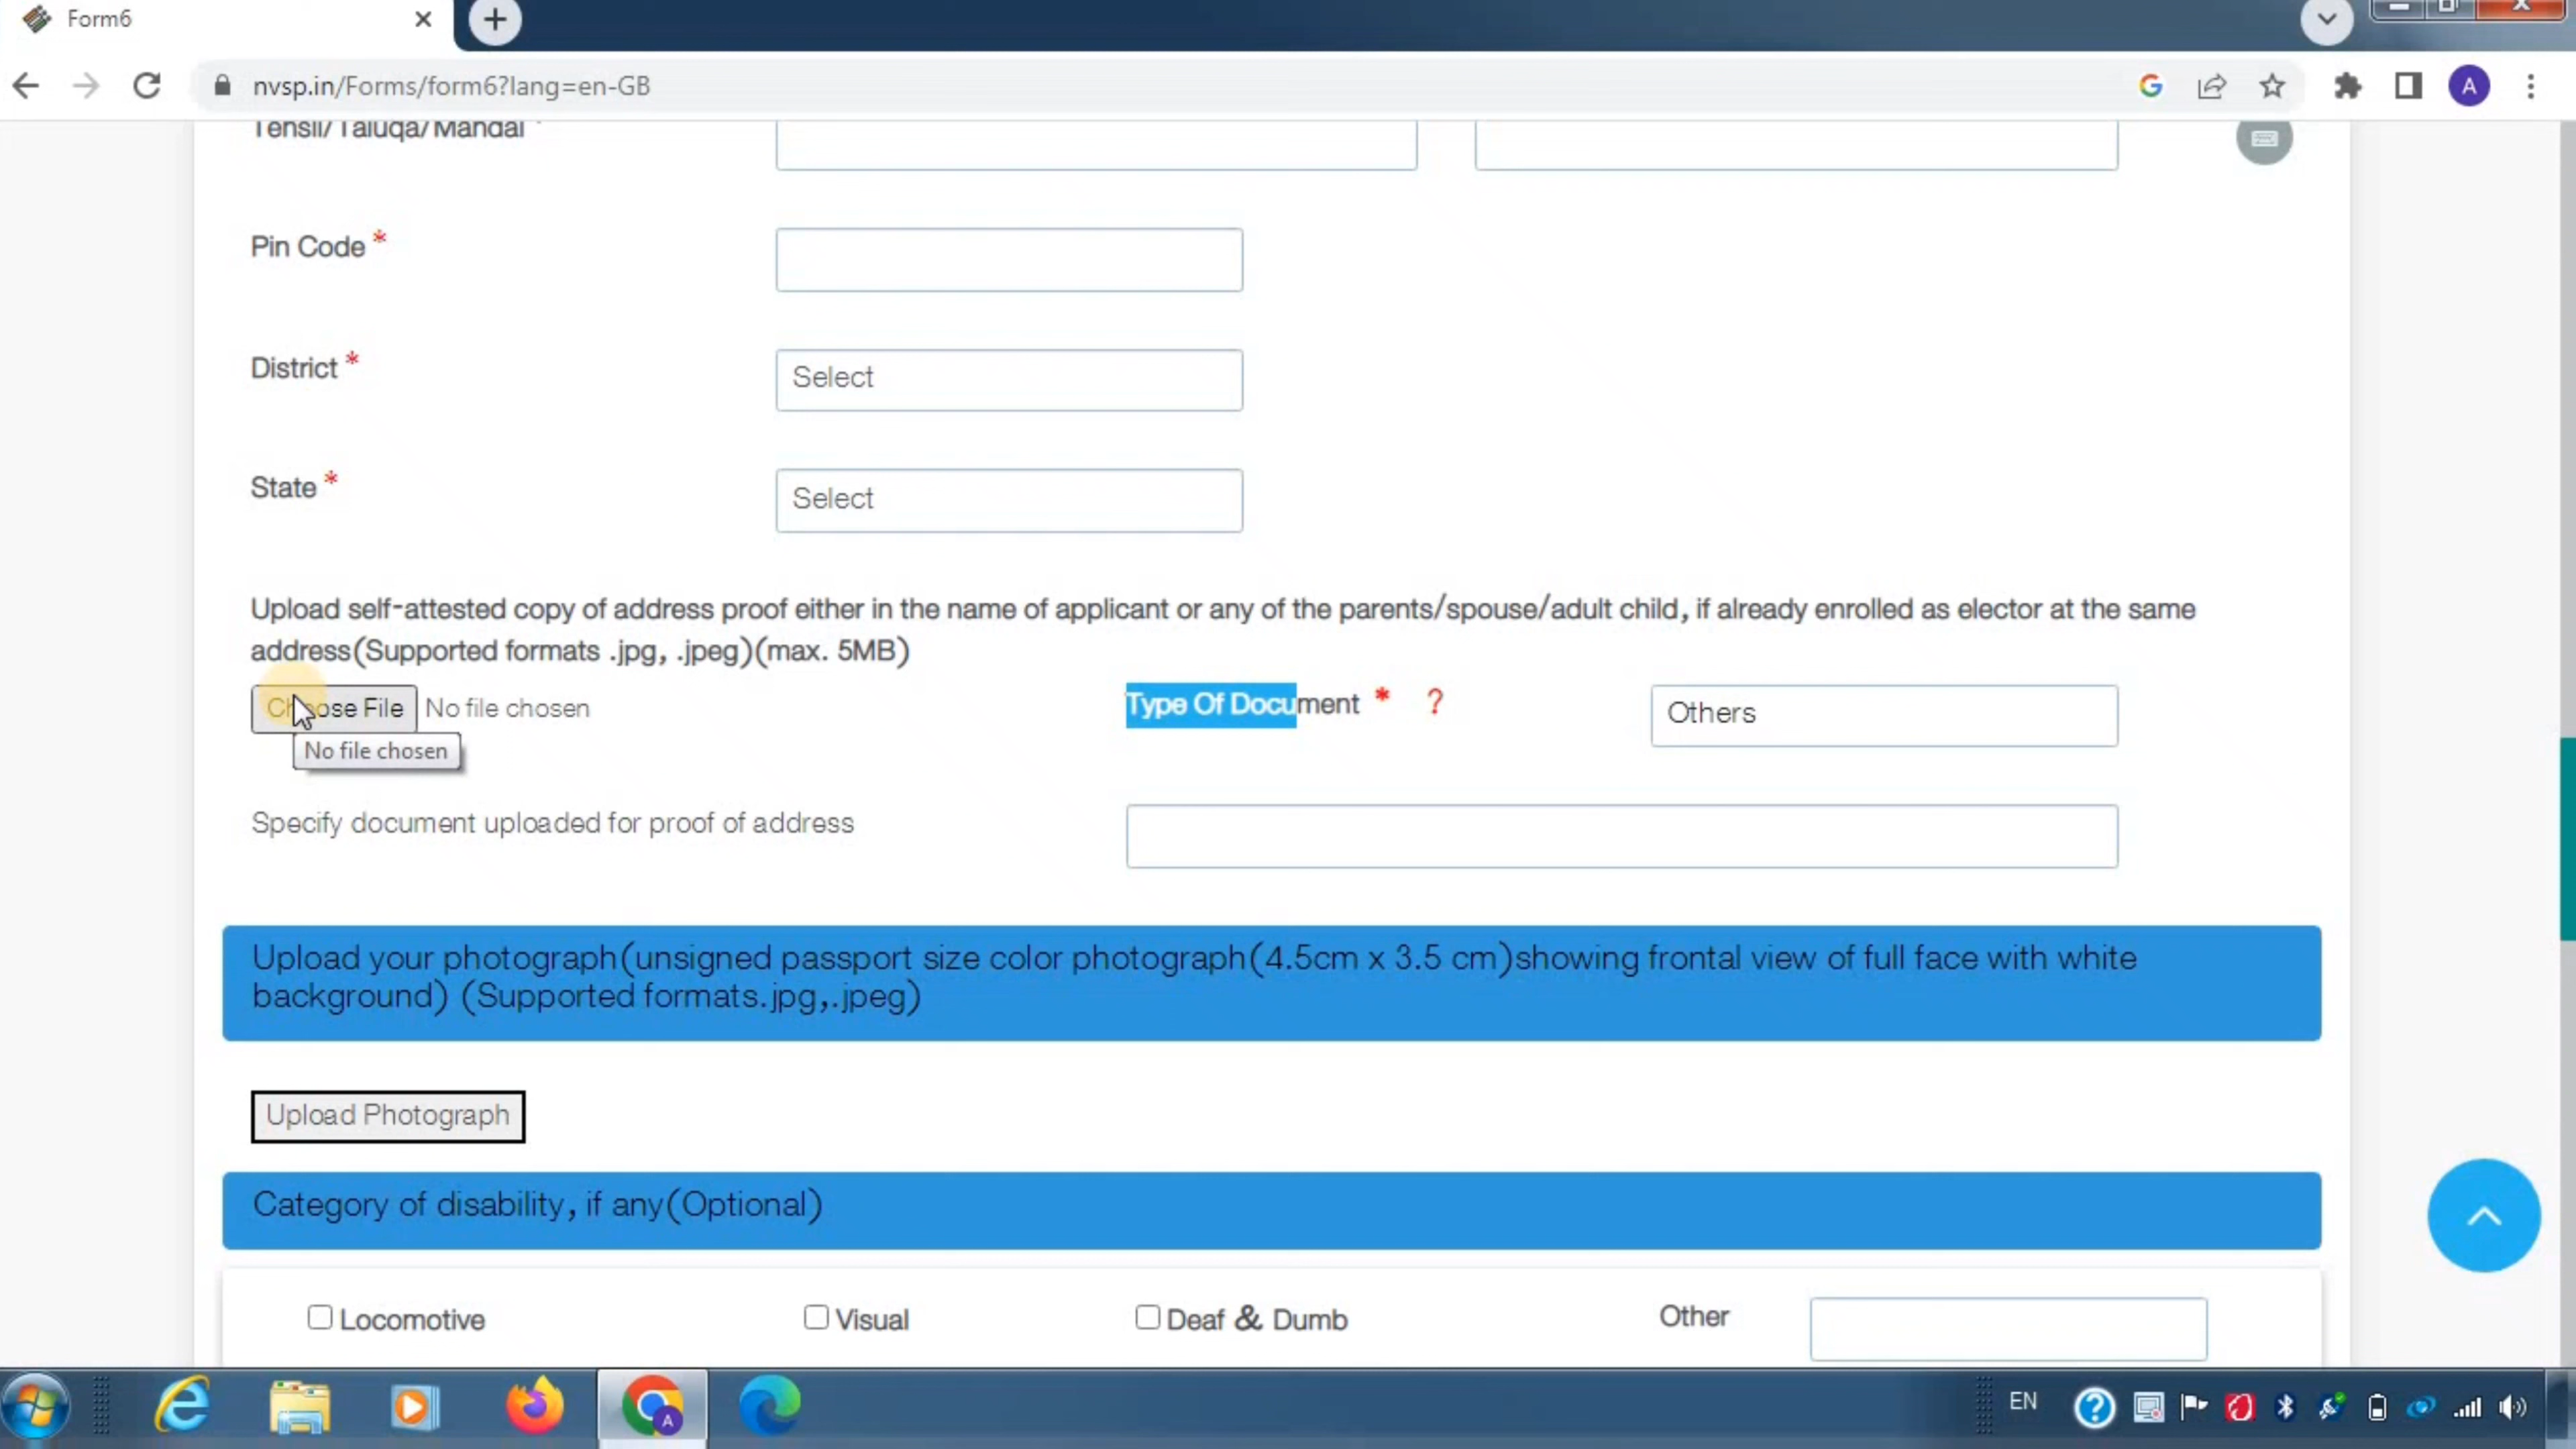 Form6
nvsp.in/Forms/form6?lang=en-GB
A
Tehsil/Taluqa/Mandal *
Pin Code *
District *
Select
State *
Select
Upload self-attested copy of address proof either in the name of applicant or any of the parents/spouse/adult child, if already enrolled as elector at the same
address(Supported formats .jpg, .jpeg)(max. 5MB)
Choose File No file chosen
Type Of Document * ?
Others
No file chosen
Specify document uploaded for proof of address
Upload your photograph(unsigned passport size color photograph(4.5cm x 3.5 cm)showing frontal view of full face with white
background) (Supported formats.jpg,.jpeg)
Upload Photograph
Category of disability, if any(Optional)
Locomotive
Visual
Deaf & Dumb
Other
A
EN